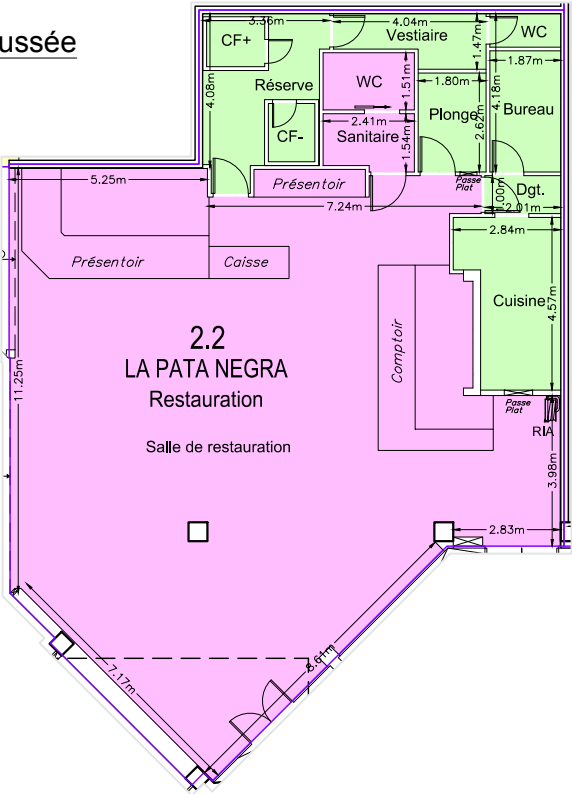 ussée
3.36m
4.04m
CF+
Vestiaire
1.47m
WC
1.87m
Réserve
4.08m
WC
1.51m
1.80m
4.18m
Plonge
2.62m
Bureau
CF-
2.41m
Sanitaire
1.54m
5.25m
Présentoir
Passe
Plat
Dgt.
7.24m
2.01m
2.84m
Présentoir
Caisse
Cuisine
4.57m
2.2
LA PATA NEGRA
Restauration
Comptoir
11.25m
Passe
Plat
RIA
Salle de restauration
3.98m
2.83m
8.61m
7.17m